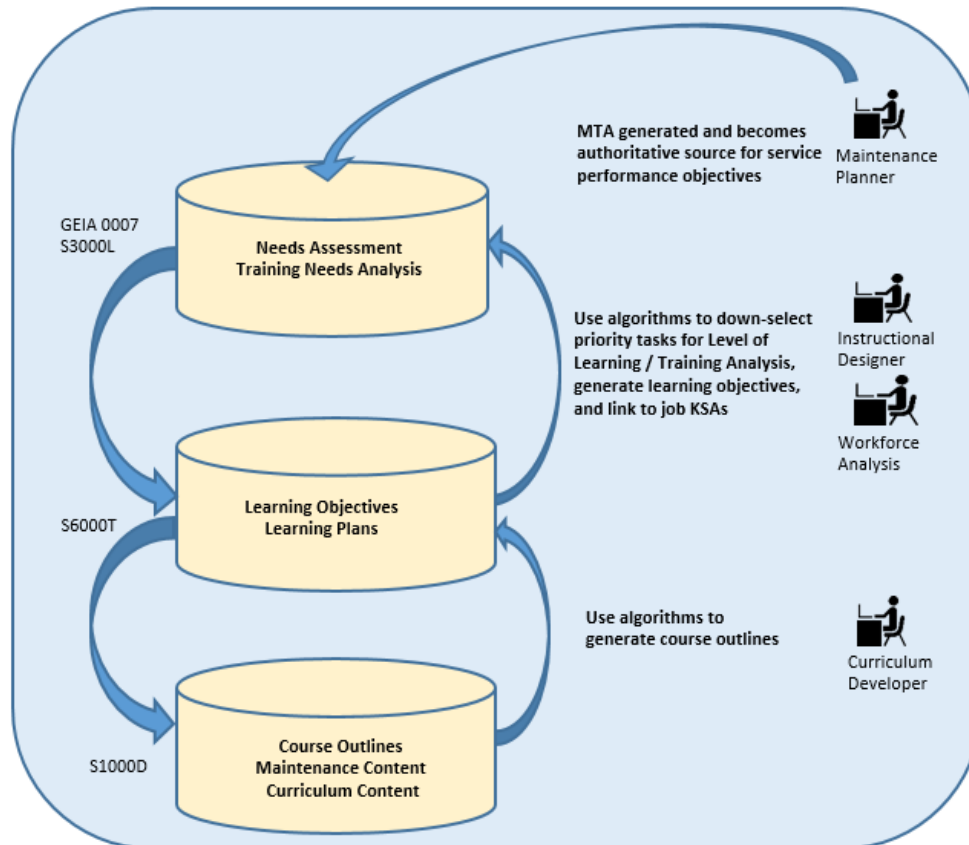 MTA generated and becomes
authoritative source for service
performance objectives
Maintenance
Planner
GEIA 0007
S3000L
Needs Assessment
Training Needs Analysis
Use algorithms to down-select
priority tasks for Level of
Learning / Training Analysis,
generate learning objectives,
and link to job KSAs
Instructional
Designer
Workforce
Analysis
S6000T
Learning Objectives
Learning Plans
Use algorithms to
generate course outlines
Curriculum
Developer
S1000D
Course Outlines
Maintenance Content
Curriculum Content